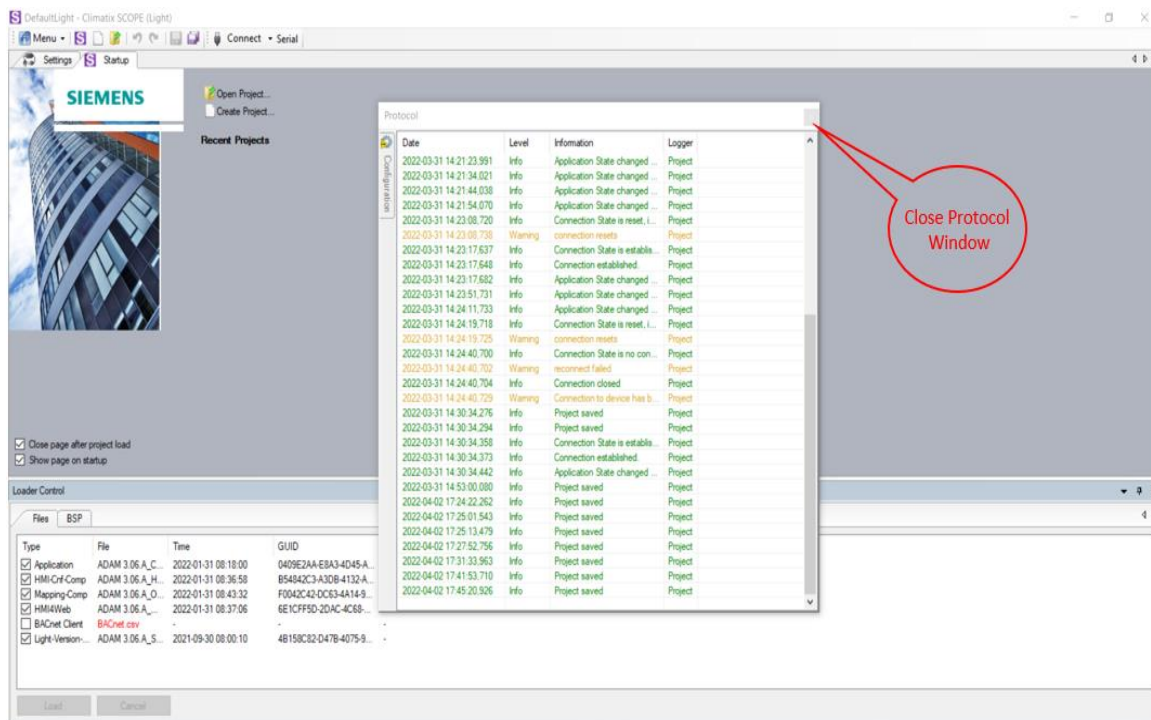 DefaultLight - Climatix SCOPE (Light)
Menu Connect Serial
Settings Startup
SIEMENS
Open Project...
Create Project...
Recent Projects
Close page after project load
Show page on startup
Protocol
Configuration
Date Level Information Logger
2022-03-31 14:21:23,991 Info Application State changed ... Project
2022-03-31 14:21:34,021 Info Application State changed ... Project
2022-03-31 14:21:44,038 Info Application State changed ... Project
2022-03-31 14:21:54,070 Info Application State changed ... Project
2022-03-31 14:23:08,720 Info Connection State is reset, i... Project
2022-03-31 14:23:08,738 Warning connection resets Project
2022-03-31 14:23:17,637 Info Connection State is establis... Project
2022-03-31 14:23:17,648 Info Connection established. Project
2022-03-31 14:23:17,682 Info Application State changed ... Project
2022-03-31 14:23:51,731 Info Application State changed ... Project
2022-03-31 14:24:11,733 Info Application State changed ... Project
2022-03-31 14:24:19,718 Info Connection State is reset, i... Project
2022-03-31 14:24:19,725 Warning connection resets Project
2022-03-31 14:24:40,700 Info Connection State is no con... Project
2022-03-31 14:24:40,702 Warning reconnect failed Project
2022-03-31 14:24:40,704 Info Connection closed Project
2022-03-31 14:24:40,729 Warning Connection to device has b... Project
2022-03-31 14:30:34,276 Info Project saved Project
2022-03-31 14:30:34,294 Info Project saved Project
2022-03-31 14:30:34,358 Info Connection State is establis... Project
2022-03-31 14:30:34,373 Info Connection established. Project
2022-03-31 14:30:34,442 Info Application State changed ... Project
2022-03-31 14:53:00,080 Info Project saved Project
2022-04-02 17:24:22,262 Info Project saved Project
2022-04-02 17:25:01,543 Info Project saved Project
2022-04-02 17:25:13,479 Info Project saved Project
2022-04-02 17:27:52,756 Info Project saved Project
2022-04-02 17:31:33,963 Info Project saved Project
2022-04-02 17:41:53,710 Info Project saved Project
2022-04-02 17:45:20,926 Info Project saved Project
Close Protocol
Window
Loader Control
Files BSP
Type File Time GUID
Application ADAM 3.06.A_C... 2022-01-31 08:18:00 0409E2AA-E8A3-4D45-A...
HMI-Cnf-Comp ADAM 3.06.A_H... 2022-01-31 08:36:58 B54842C3-A3DB-4132-A...
Mapping-Comp ADAM 3.06.A_O... 2022-01-31 08:43:32 F0042C42-DC63-4A14-9...
HMI4Web ADAM 3.06.A_... 2022-01-31 08:37:06 6E1CFF5D-2DAC-4C68-...
BACnet Client BACnet.csv - - -
Light-Version-... ADAM 3.06.A_S... 2021-09-30 08:00:10 4B158C82-D47B-4075-9... -
Load Cancel